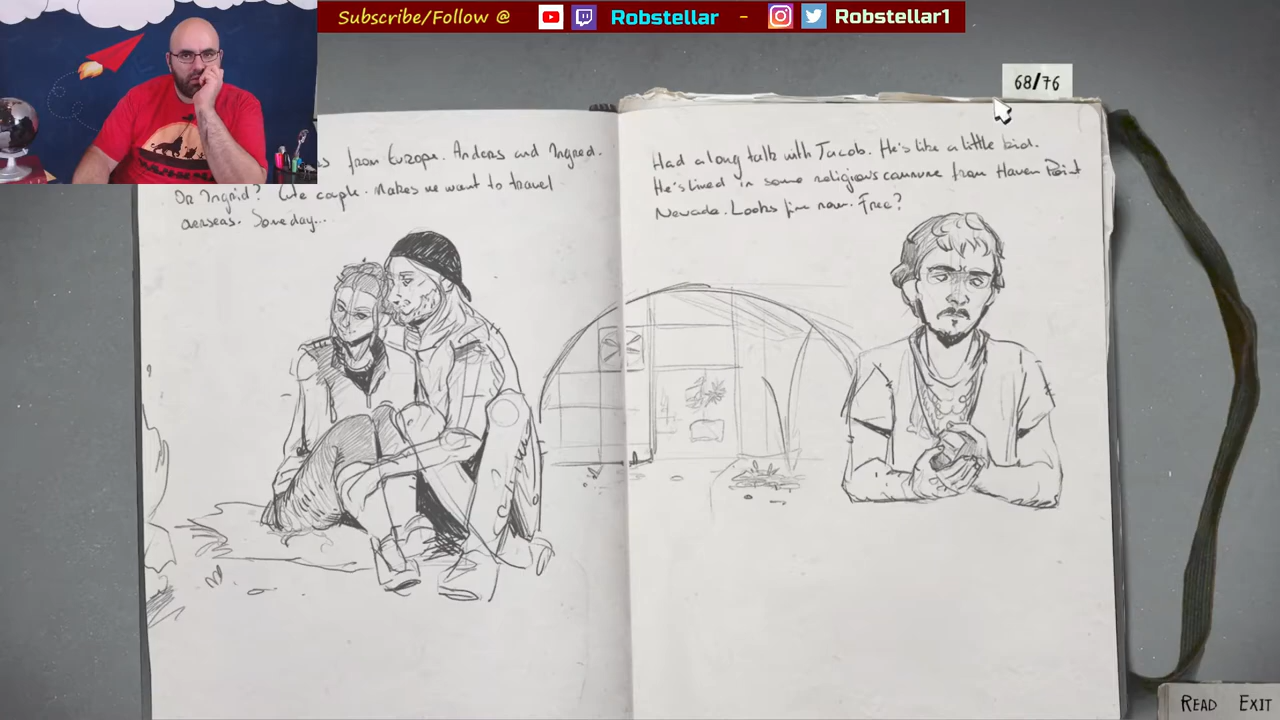 Subscribe/Follow @ Robstellar - Robstellar1
68/76
from Europe. Anders and Ingred.
Or Ingrid? Cute couple. Makes me want to travel
overseas. Someday...
Had a long talk with Jacob. He's like a little kid.
He's lived in some religious commune from Haven Point
Nevada. Looks fine now. Free?
READ EXIT